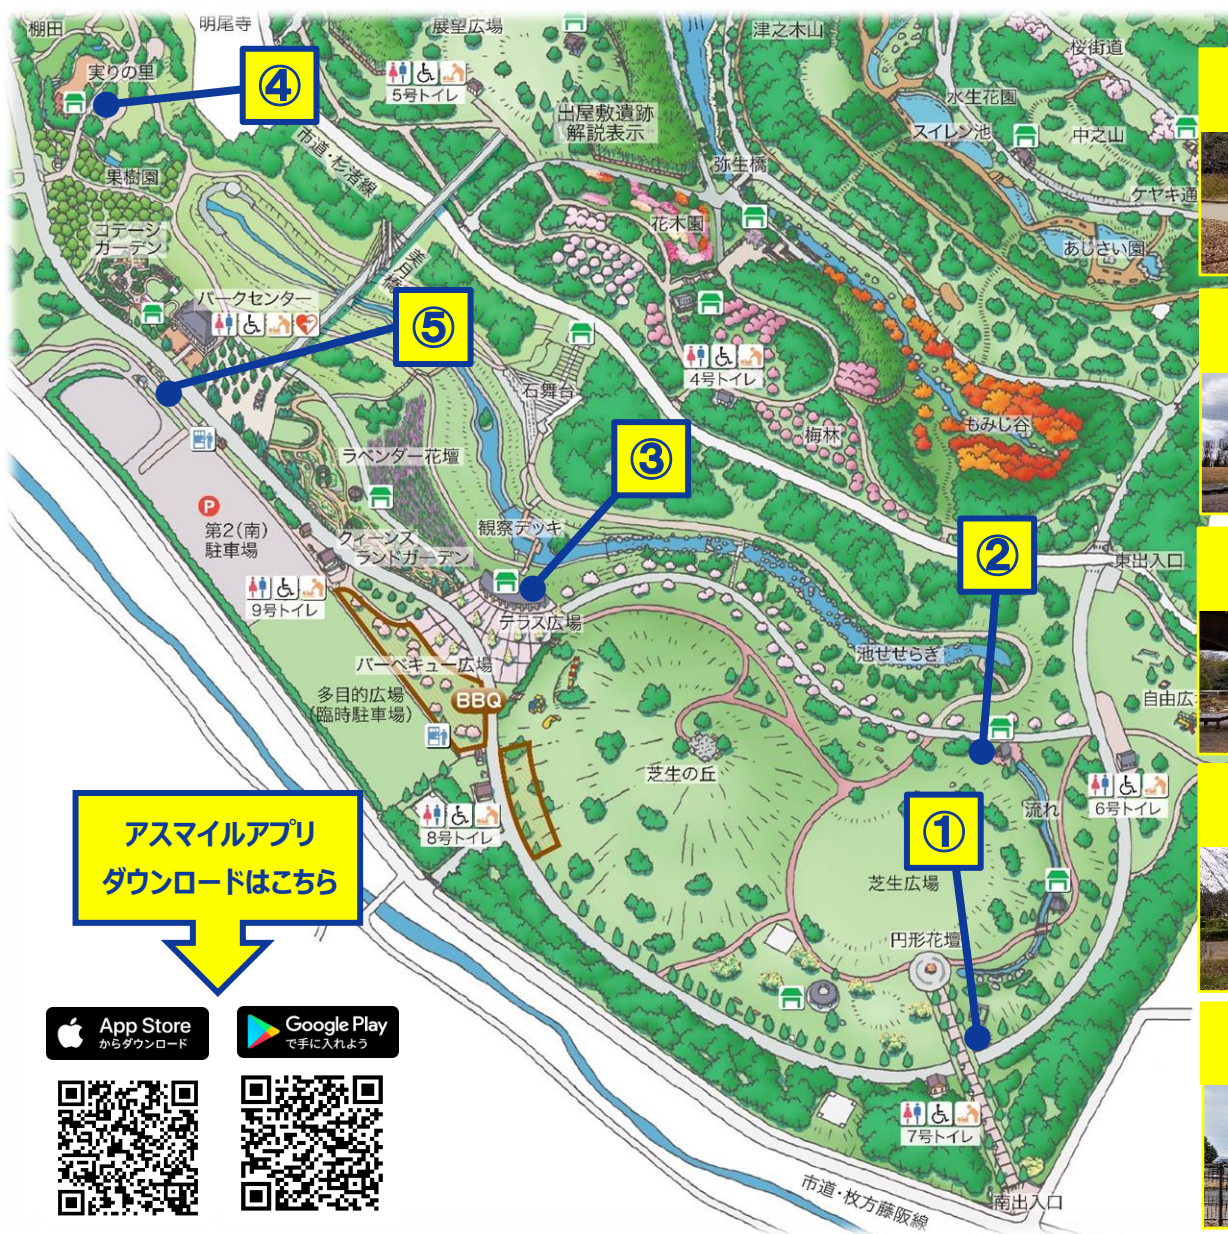 棚田
明尾寺
展望広場
津之木山
桜街道
実りの里
④
5号トイレ
水生花園
スイレン池
中之山
出屋敷遺跡
解説表示
市道・杉渚線
弥生橋
果樹園
ケヤキ通
花木園
コテージ
ガーデン
あじさい園
美月橋
パークセンター
⑤
4号トイレ
石舞台
もみじ谷
梅林
③
ラベンダー花壇
P
第2(南)
駐車場
クィーンズ
ランドガーデン
観察デッキ
②
東出入口
9号トイレ
テラス広場
池せせらぎ
バーベキュー広場
多目的広場
(臨時駐車場)
BBQ
自由広
芝生の丘
6号トイレ
流れ
8号トイレ
①
アスマイルアプリ
ダウンロードはこちら
芝生広場
円形花壇
App Store
からダウンロード
Google Play
で手に入れよう
7号トイレ
市道・枚方藤阪線
南出入口